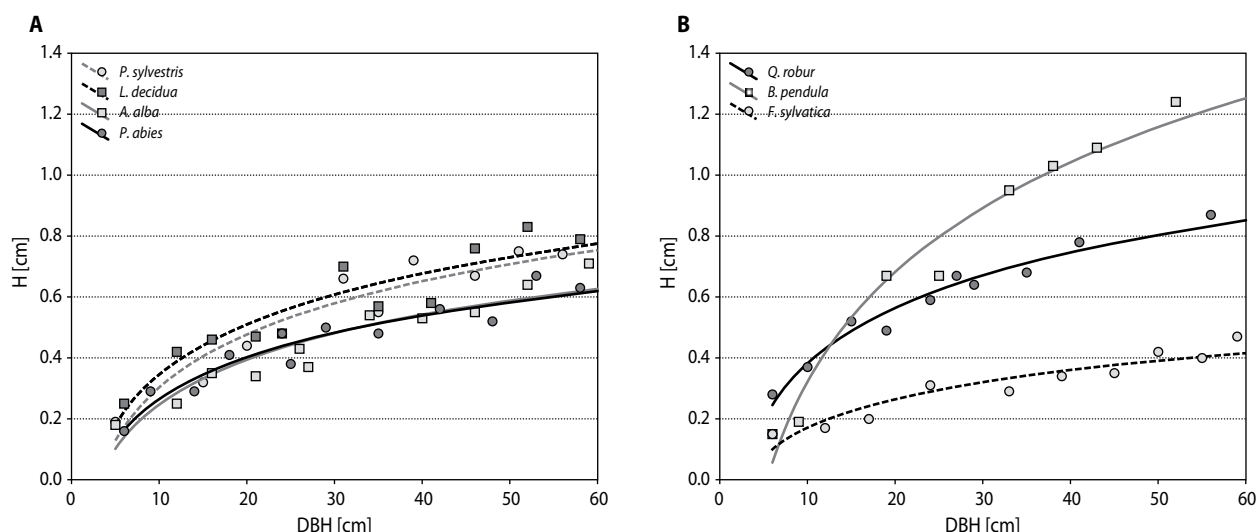 A
1.4
1.2
1.0
0.8
0.6
0.4
0.2
0.0
H [cm]
P. sylvestris
L. decidua
A. alba
P. abies
0 10 20 30 40 50 60
DBH [cm]
B
1.4
1.2
1.0
0.8
0.6
0.4
0.2
0.0
H [cm]
Q. robur
B. pendula
F. sylvatica
0 10 20 30 40 50 60
DBH [cm]